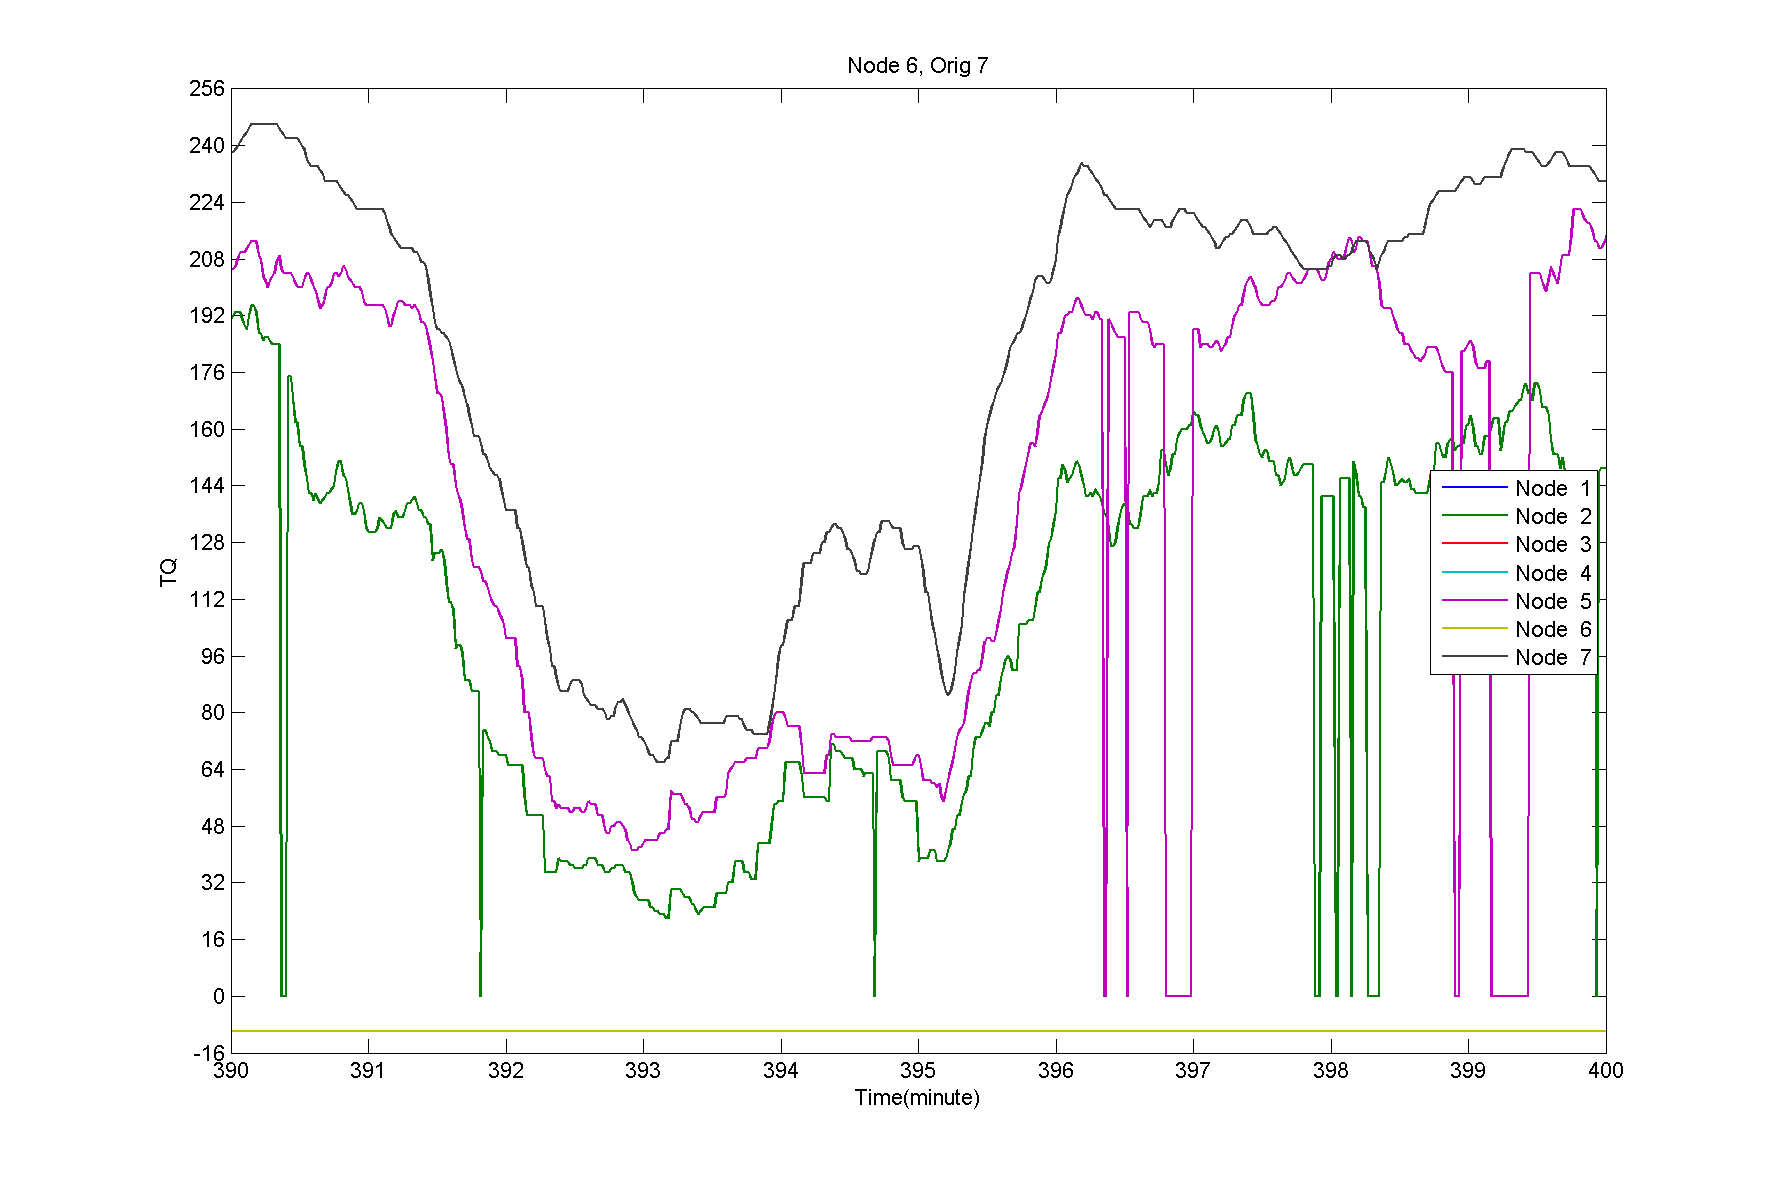 Node 6, Orig 7
256
240
224
208
192
176
160
144
128
112
96
80
64
48
32
16
0
-16
TQ
Node 1
Node 2
Node 3
Node 4
Node 5
Node 6
Node 7
390 391 392 393 394 395 396 397 398 399 400
Time(minute)